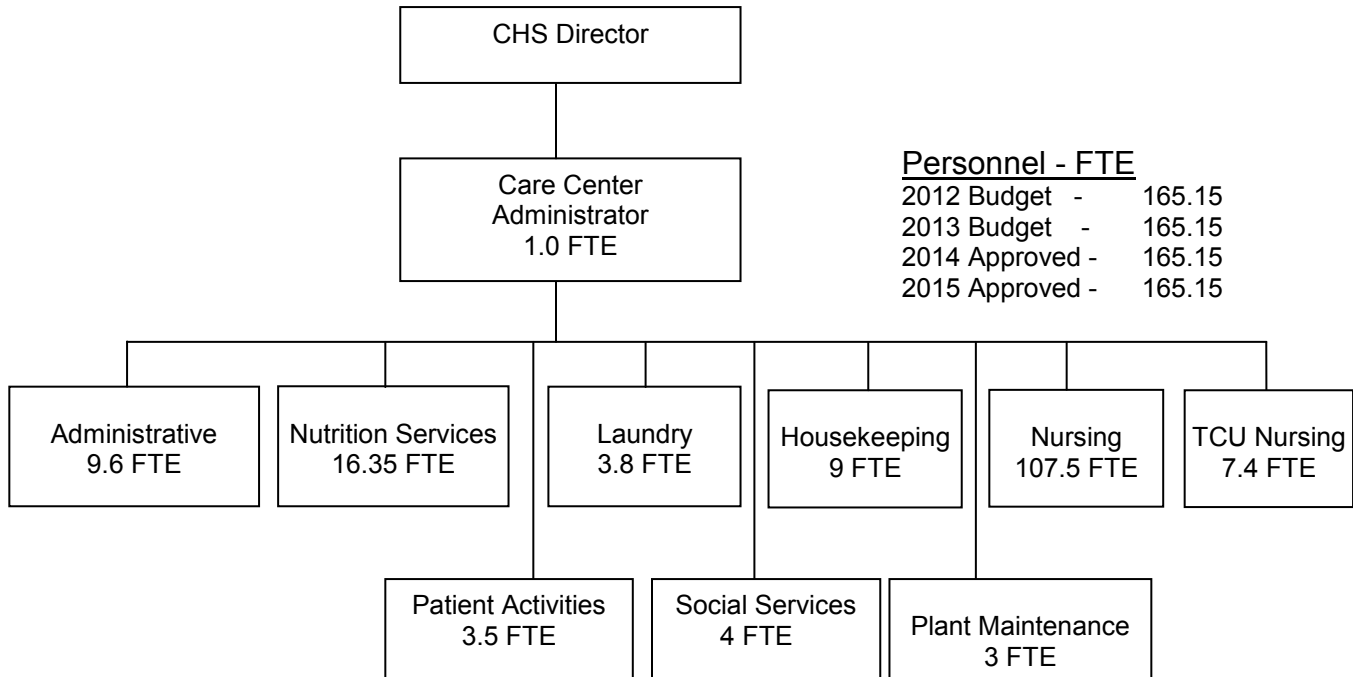 CHS Director
Care Center
Administrator
1.0 FTE
Personnel - FTE
2012 Budget - 165.15
2013 Budget - 165.15
2014 Approved - 165.15
2015 Approved - 165.15
Administrative
9.6 FTE
Nutrition Services
16.35 FTE
Laundry
3.8 FTE
Housekeeping
9 FTE
Nursing
107.5 FTE
TCU Nursing
7.4 FTE
Patient Activities
3.5 FTE
Social Services
4 FTE
Plant Maintenance
3 FTE